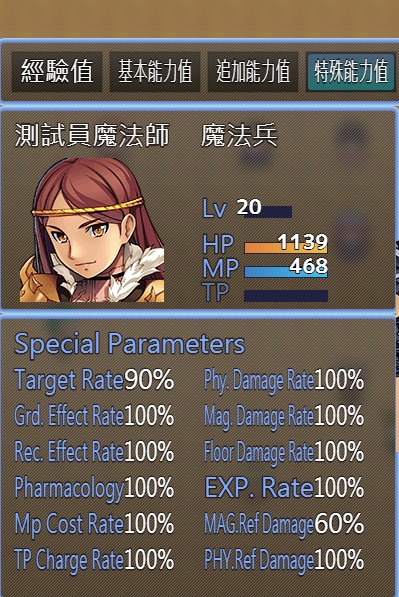 經驗值 基本能力值 追加能力值 特殊能力值
測試員魔法師 魔法兵
Lv 20
HP 1139
MP 468
TP
Special Parameters
Target Rate 90% Phy. Damage Rate 100%
Grd. Effect Rate 100% Mag. Damage Rate 100%
Rec. Effect Rate 100% Floor Damage Rate 100%
Pharmacology 100% EXP. Rate 100%
Mp Cost Rate 100% MAG.Ref Damage 60%
TP Charge Rate 100% PHY.Ref Damage 100%